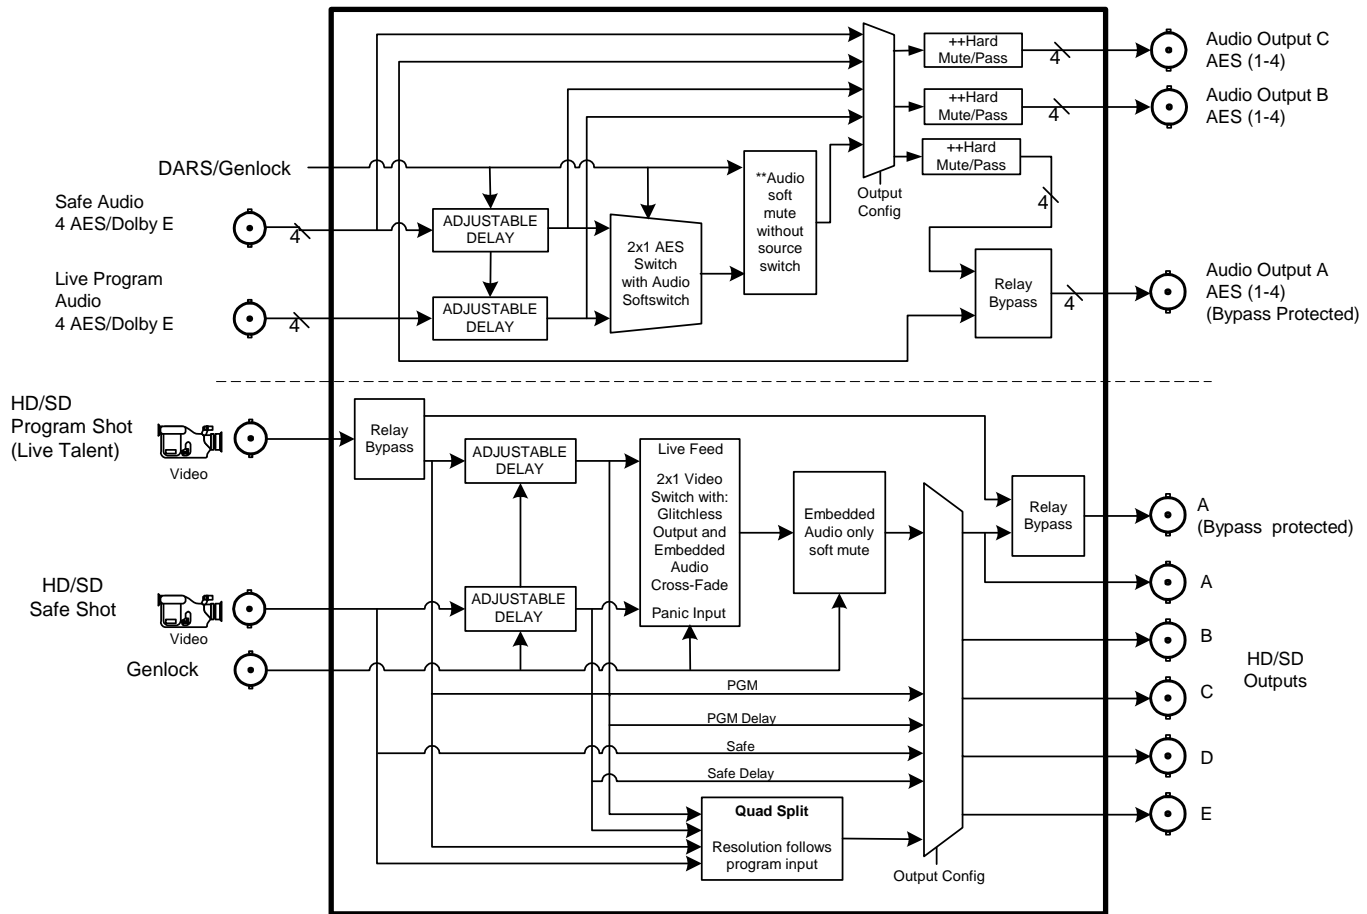 ++Hard
Mute/Pass
4
Audio Output C
AES (1-4)
++Hard
Mute/Pass
4
Audio Output B
AES (1-4)
++Hard
Mute/Pass
4
DARS/Genlock
**Audio
soft
mute
without
source
switch
Output
Config
Safe Audio
4 AES/Dolby E
4
ADJUSTABLE
DELAY
2x1 AES
Switch
with Audio
Softswitch
Live Program
Audio
4 AES/Dolby E
4
ADJUSTABLE
DELAY
Relay
Bypass
4
Audio Output A
AES (1-4)
(Bypass Protected)
HD/SD
Program Shot
(Live Talent)
Video
Relay
Bypass
ADJUSTABLE
DELAY
Live Feed
2x1 Video
Switch with:
Glitchless
Output and
Embedded
Audio
Cross-Fade
Panic Input
Embedded
Audio only
soft mute
Relay
Bypass
A
(Bypass protected)
HD/SD
Safe Shot
Video
ADJUSTABLE
DELAY
A
Genlock
B
HD/SD
Outputs
PGM
C
PGM Delay
Safe
D
Safe Delay
Quad Split
Resolution follows
program input
E
Output Config